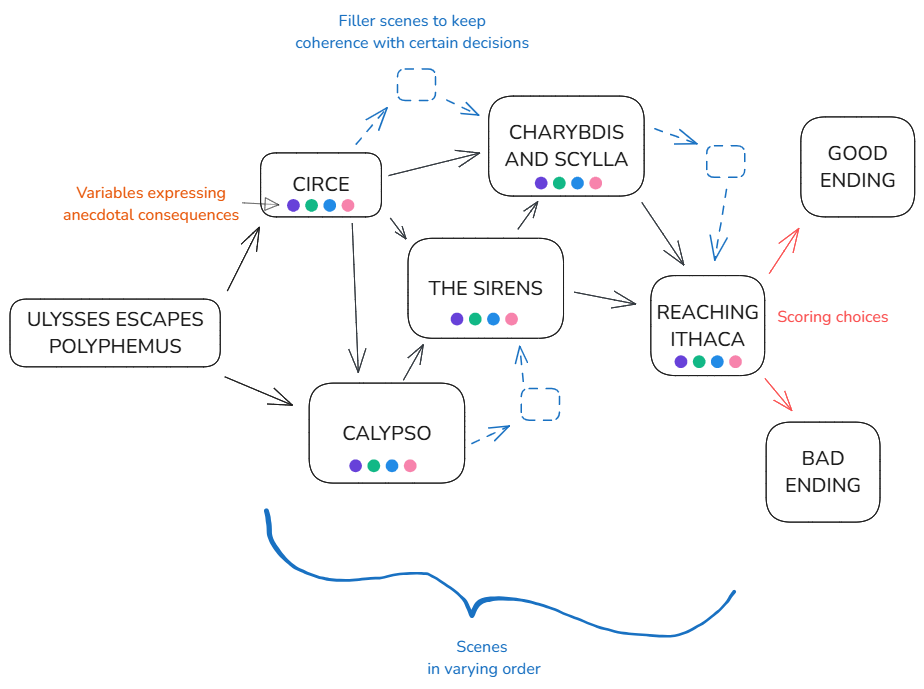 Filler scenes to keep
coherence with certain decisions
CHARYBDIS
AND SCYLLA
GOOD
ENDING
CIRCE
Variables expressing
anecdotal consequences
THE SIRENS
ULYSSES ESCAPES
POLYPHEMUS
REACHING
ITHACA
Scoring choices
CALYPSO
BAD
ENDING
Scenes
in varying order